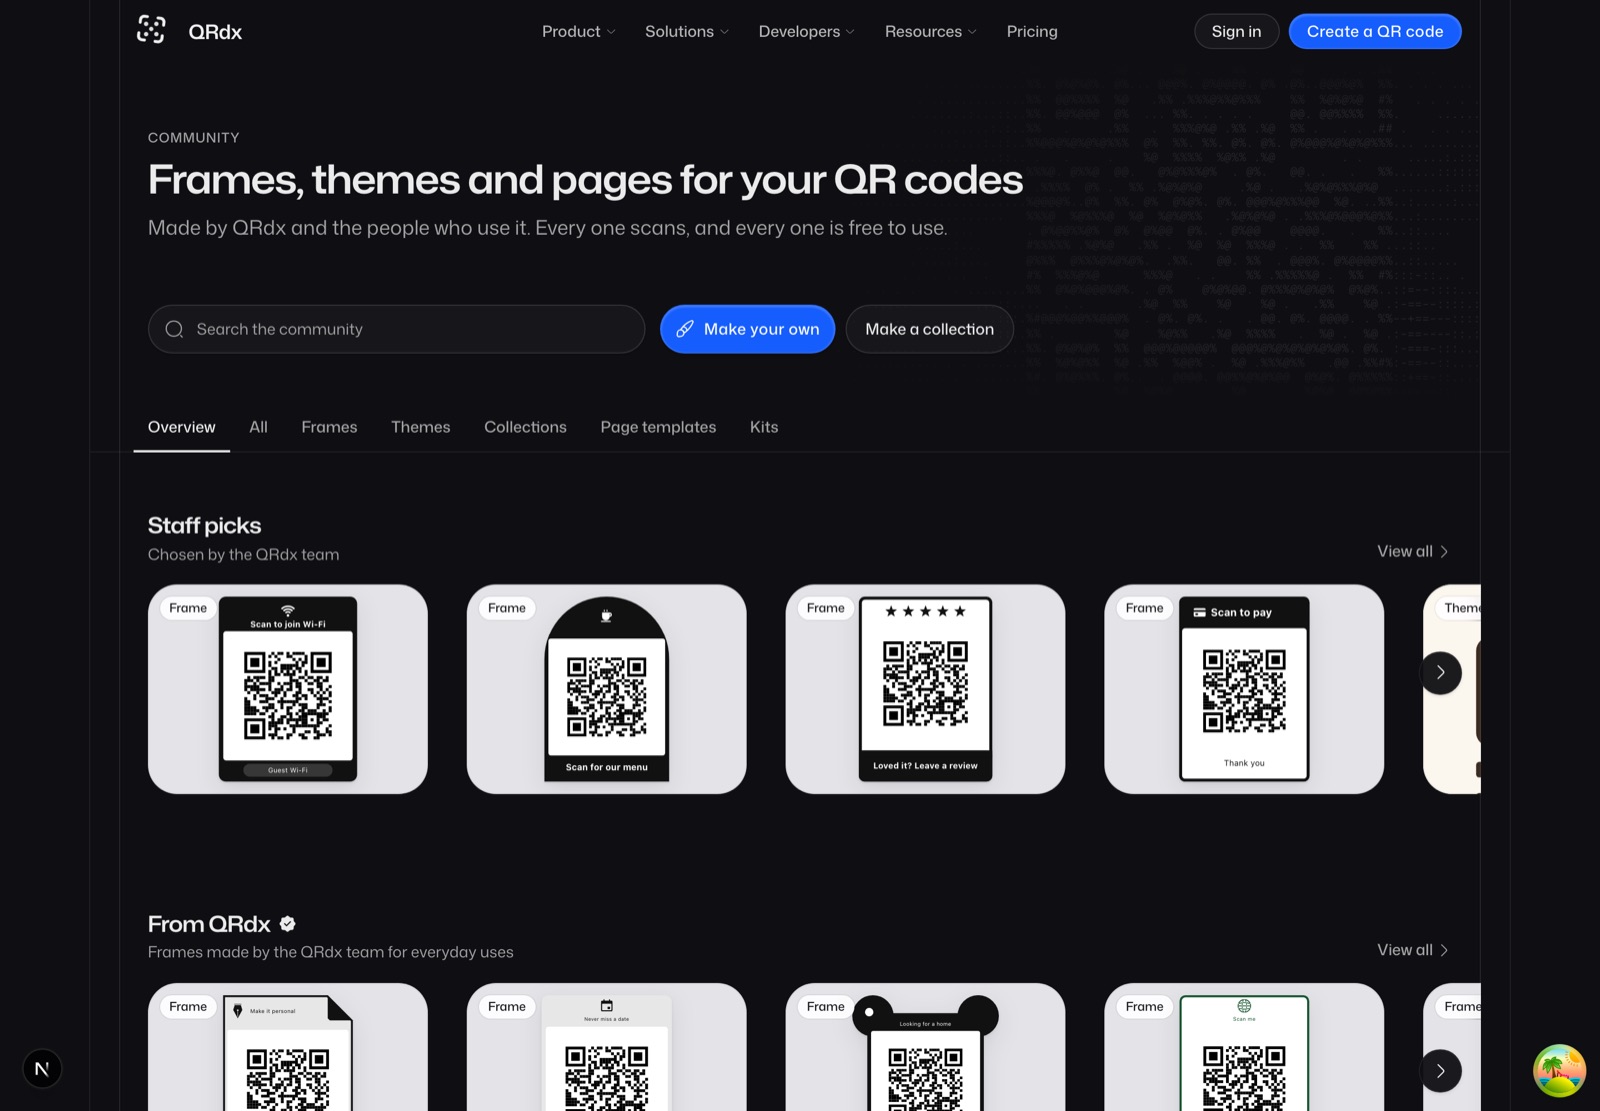 QRdx
Product
Solutions
Developers
Resources
Pricing
Sign in
Create a QR code
COMMUNITY
Frames, themes and pages for your QR codes
Made by QRdx and the people who use it. Every one scans, and every one is free to use.
Search the community
Make your own
Make a collection
Overview
All
Frames
Themes
Collections
Page templates
Kits
Staff picks
Chosen by the QRdx team
View all
Frame
Scan to join Wi-Fi
Guest Wi-Fi
Frame
Scan for our menu
Frame
Loved it? Leave a review
Frame
Scan to pay
Thank you
Theme
From QRdx
Frames made by the QRdx team for everyday uses
View all
Frame
Make it personal
Frame
Never miss a date
Frame
Looking for a home
Frame
Scan me
Frame
N